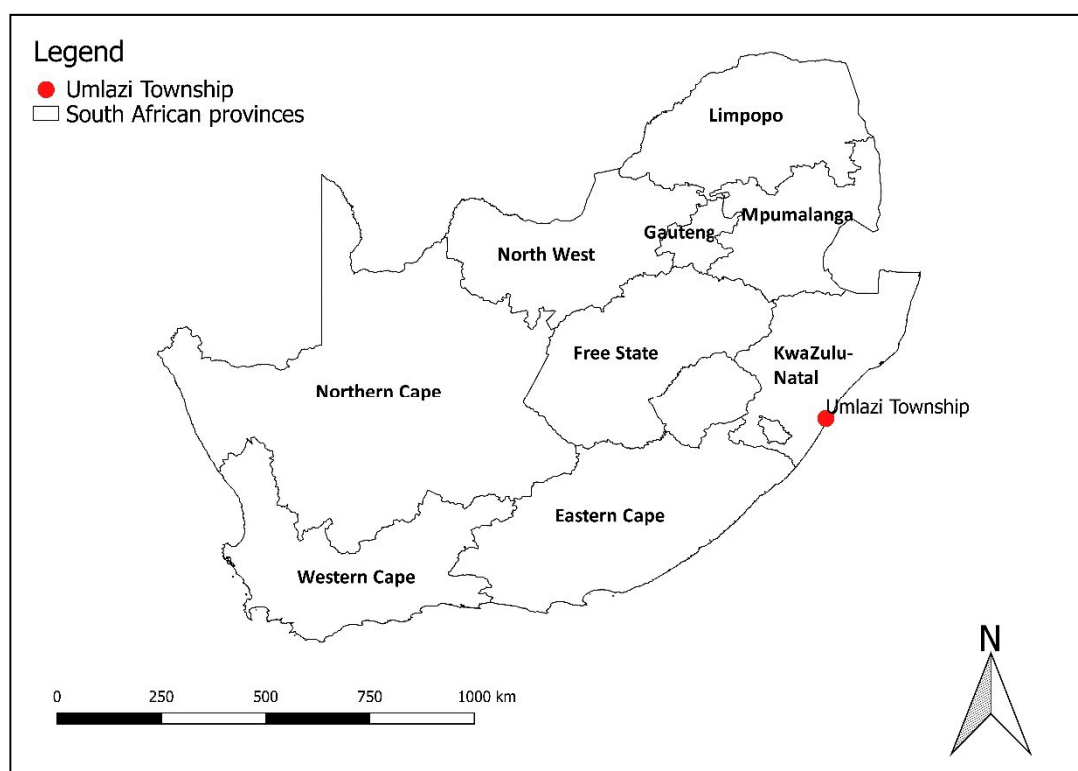 Legend
Umlazi Township
South African provinces
Limpopo
Mpumalanga
Gauteng
North West
Free State
KwaZulu-
Natal
Northern Cape
Umlazi Township
Eastern Cape
Western Cape
N
0 250 500 750 1000 km